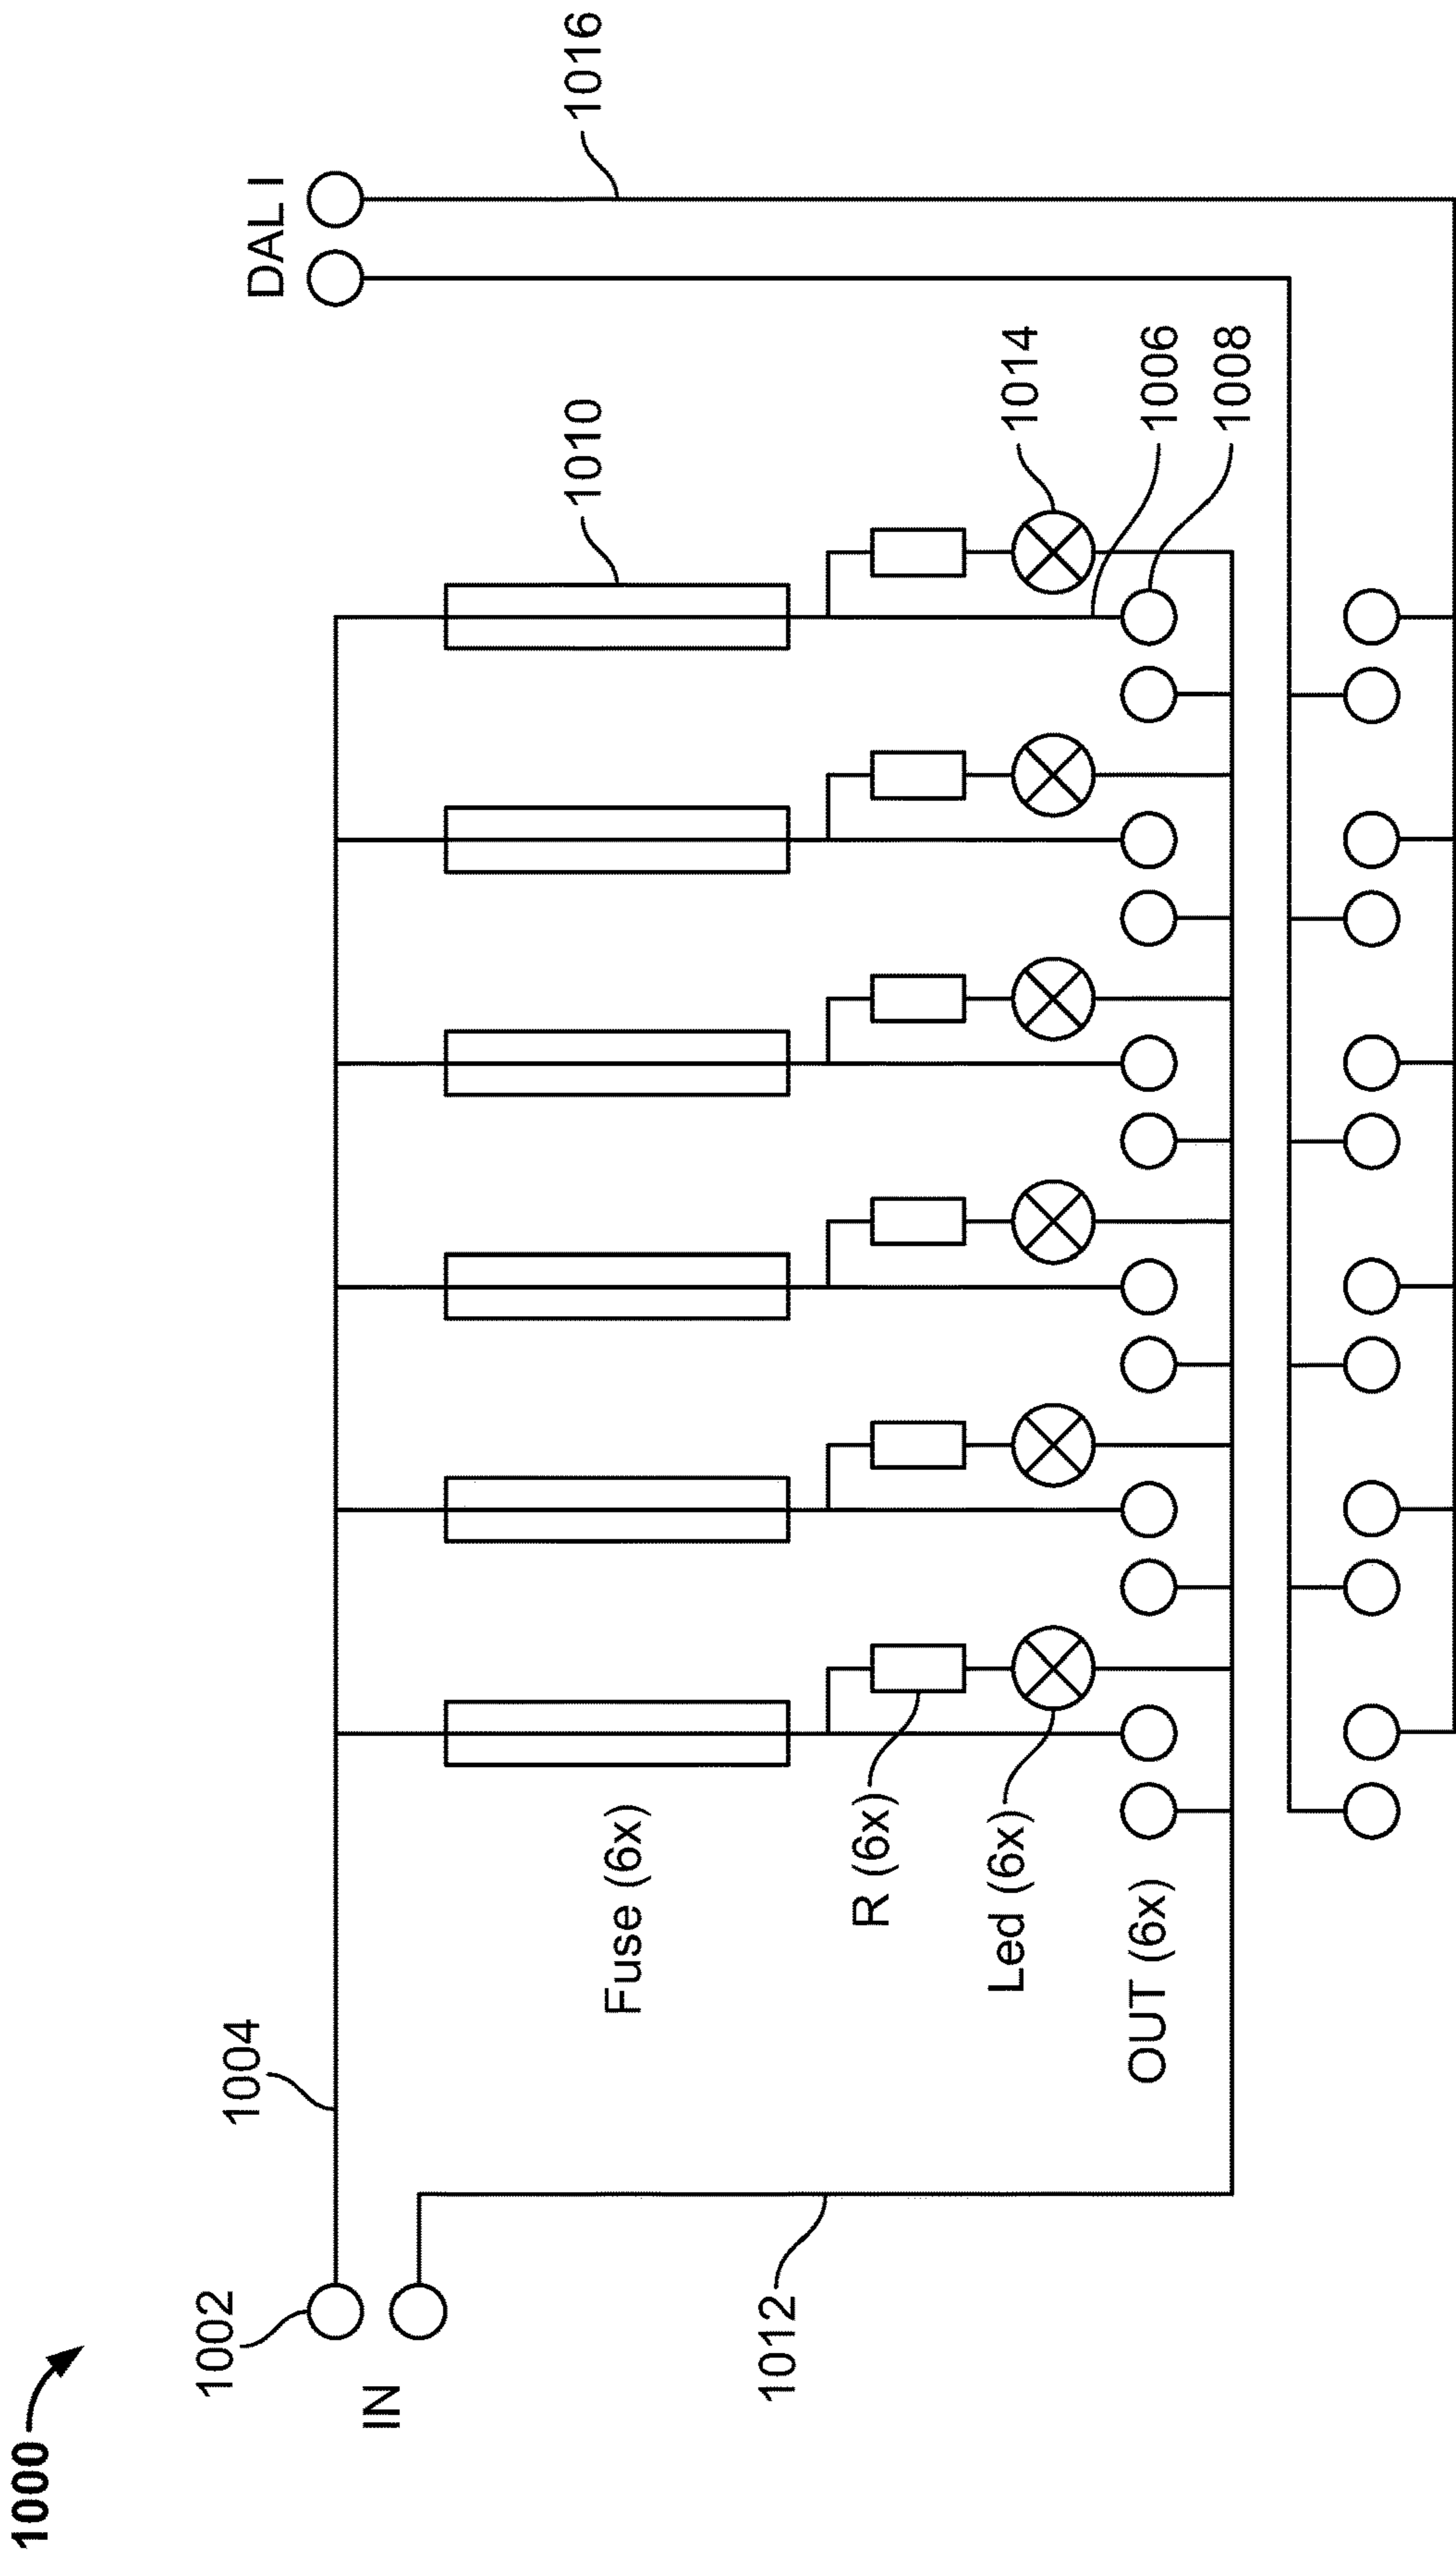 1000
1002
IN
1004
1012
Fuse (6x)
R (6x)
Led (6x)
OUT (6x)
1010
1014
1006
1008
DAL I
1016